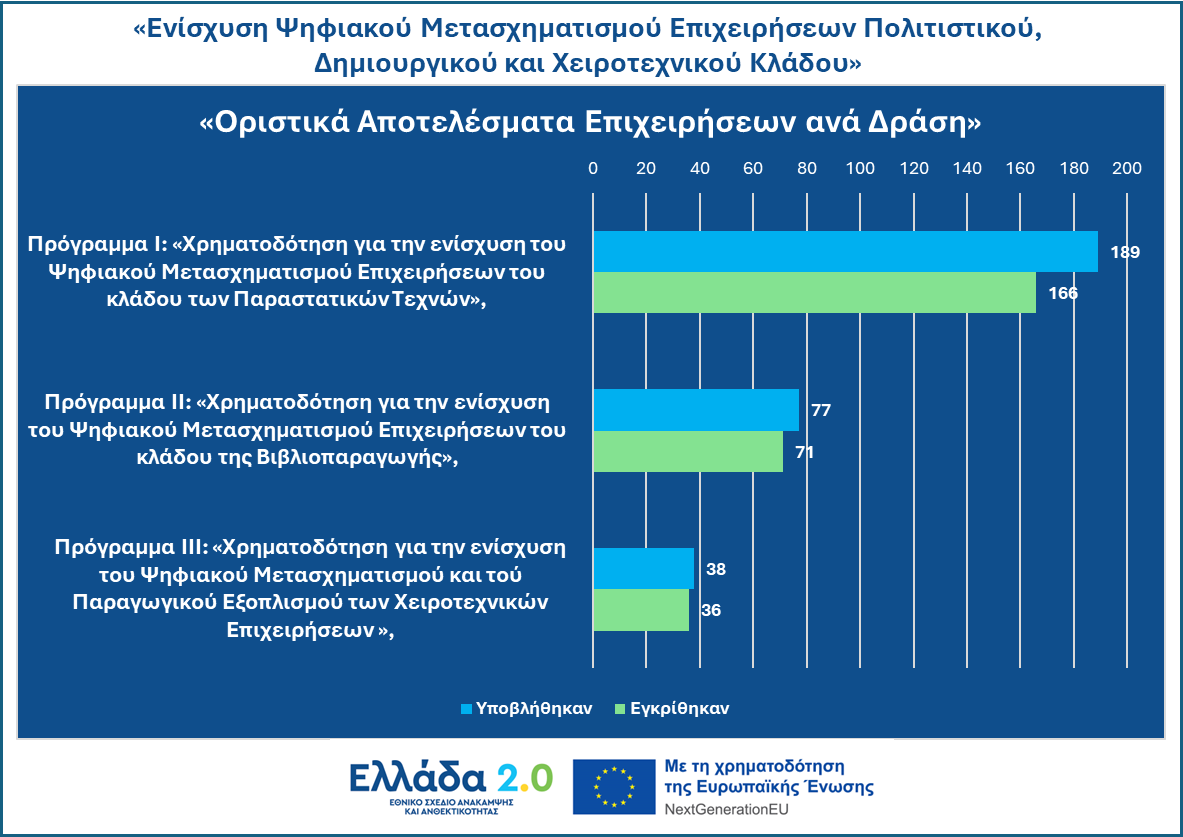 «Ενίσχυση Ψηφιακού Μετασχηματισμού Επιχειρήσεων Πολιτιστικού,
Δημιουργικού και Χειροτεχνικού Κλάδου»
«Οριστικά Αποτελέσματα Επιχειρήσεων ανά Δράση»
0 20 40 60 80 100 120 140 160 180 200
Πρόγραμμα Ι: «Χρηματοδότηση για την ενίσχυση του
Ψηφιακού Μετασχηματισμού Επιχειρήσεων του
κλάδου των Παραστατικών Τεχνών»,
189
166
Πρόγραμμα ΙΙ: «Χρηματοδότηση για την ενίσχυση
του Ψηφιακού Μετασχηματισμού Επιχειρήσεων του
κλάδου της Βιβλιοπαραγωγής»,
77
71
Πρόγραμμα ΙΙΙ: «Χρηματοδότηση για την ενίσχυση
του Ψηφιακού Μετασχηματισμού και τού
Παραγωγικού Εξοπλισμού των Χειροτεχνικών
Επιχειρήσεων »,
38
36
Υποβλήθηκαν Εγκρίθηκαν
Ελλάδα 2.0
ΕΘΝΙΚΟ ΣΧΕΔΙΟ ΑΝΑΚΑΜΨΗΣ
ΚΑΙ ΑΝΘΕΚΤΙΚΟΤΗΤΑΣ
Με τη χρηματοδότηση
της Ευρωπαϊκής Ένωσης
NextGenerationEU